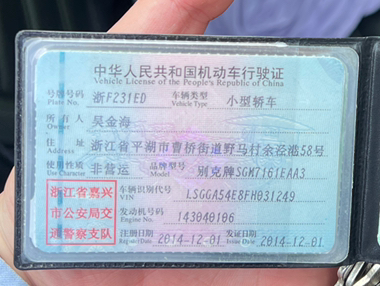 中华人民共和国机动车行驶证
Vehicle License of the People's Republic of China
号牌号码 浙F231ED 车辆类型 小型轿车
Plate No. Vehicle Type
所有人 吴金海
Owner
住址 浙江省平湖市曹桥街道野马村余泾港58号
Address
使用性质 非营运 品牌型号 别克牌SGM7161EAA3
Use Character Model
浙江省嘉兴 车辆识别代号 LSGGA54E8FH031249
VIN
市公安局交 发动机号码 143040106
Engine No.
通警察支队 注册日期 2014-12-01 发证日期 2014-12-01
Register Date Issue Date